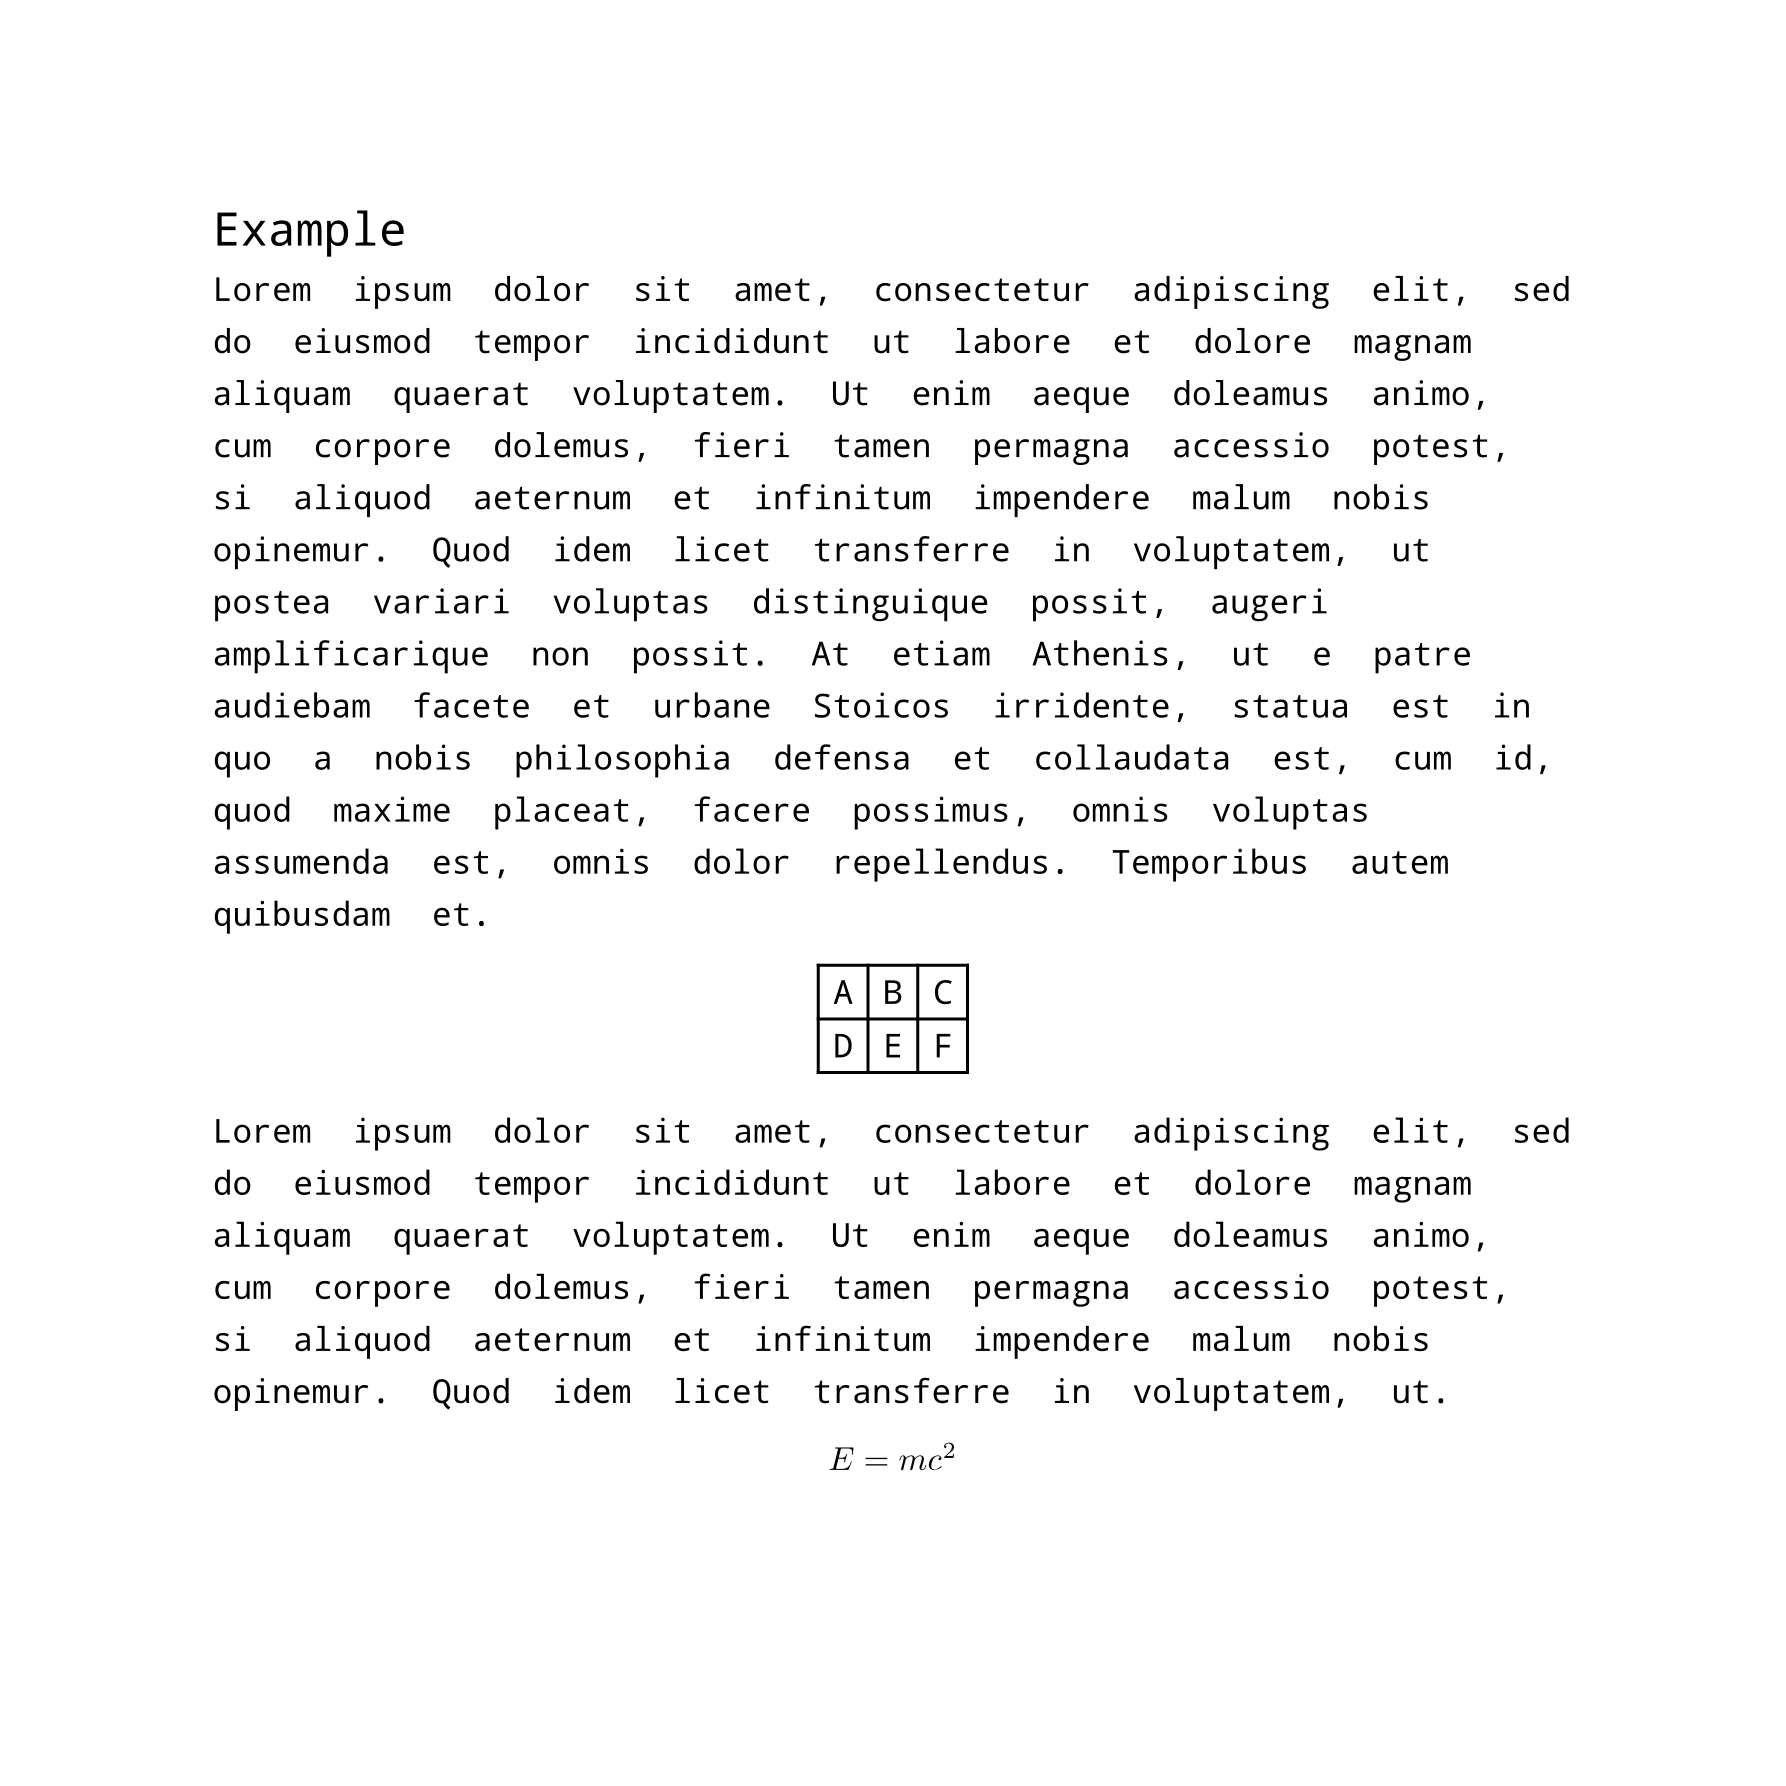 Example
Lorem ipsum dolor sit amet, consectetur adipiscing elit, sed
do eiusmod tempor incididunt ut labore et dolore magnam
aliquam quaerat voluptatem. Ut enim aeque doleamus animo,
cum corpore dolemus, fieri tamen permagna accessio potest,
si aliquod aeternum et infinitum impendere malum nobis
opinemur. Quod idem licet transferre in voluptatem, ut
postea variari voluptas distinguique possit, augeri
amplificarique non possit. At etiam Athenis, ut e patre
audiebam facete et urbane Stoicos irridente, statua est in
quo a nobis philosophia defensa et collaudata est, cum id,
quod maxime placeat, facere possimus, omnis voluptas
assumenda est, omnis dolor repellendus. Temporibus autem
quibusdam et.
A B C
D E F
Lorem ipsum dolor sit amet, consectetur adipiscing elit, sed
do eiusmod tempor incididunt ut labore et dolore magnam
aliquam quaerat voluptatem. Ut enim aeque doleamus animo,
cum corpore dolemus, fieri tamen permagna accessio potest,
si aliquod aeternum et infinitum impendere malum nobis
opinemur. Quod idem licet transferre in voluptatem, ut.
E = mc²